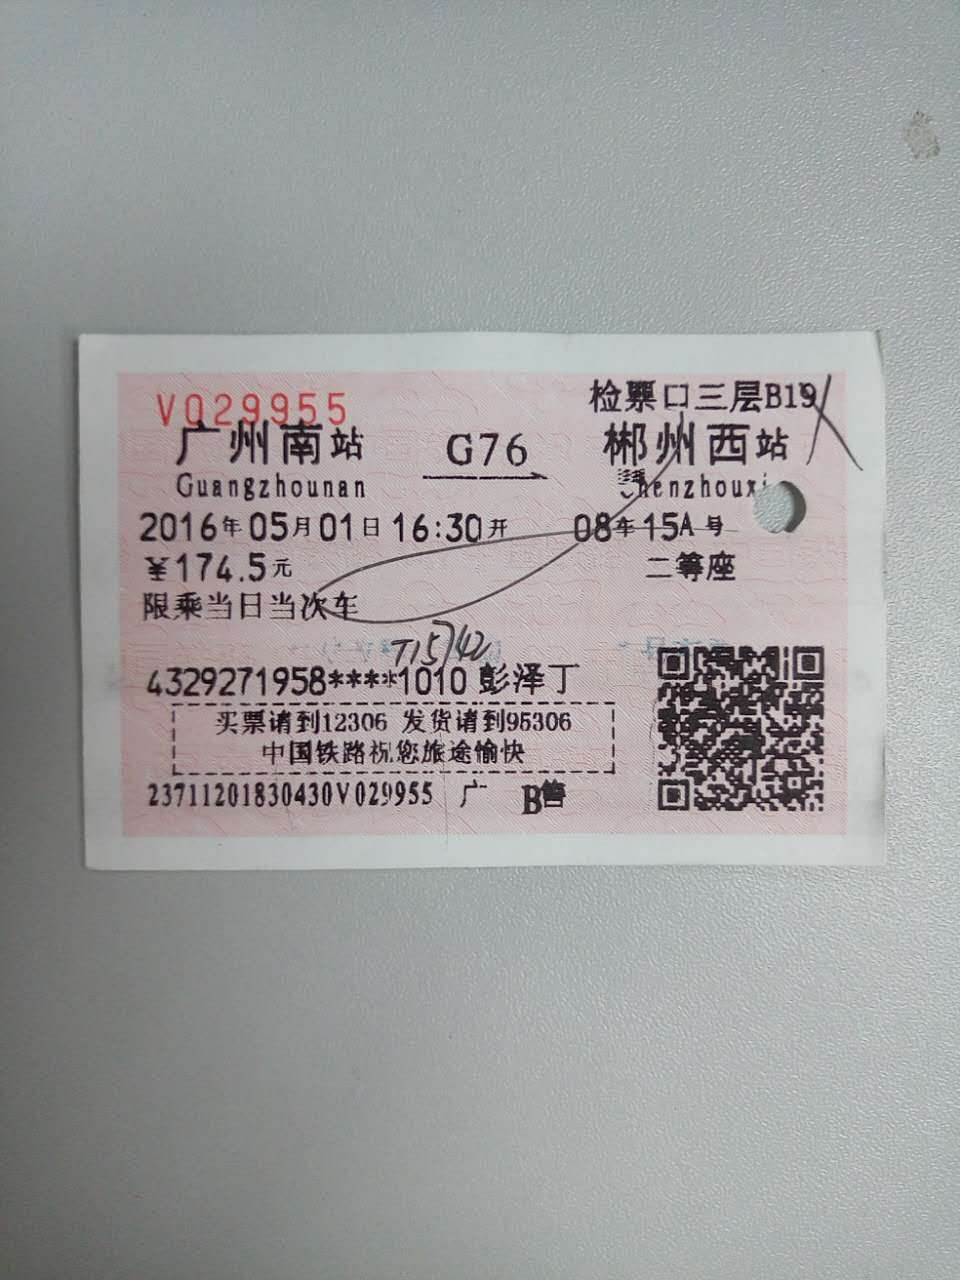 检票口三层B19
V029955
广州南站 G76 郴州西站
Guangzhounan Chenzhouxi
2016年05月01日 16:30开 08车15A号
¥174.5元 二等座
限乘当日当次车
T15742
4329271958****1010 彭泽丁
买票请到12306 发货请到95306
中国铁路祝您旅途愉快
23711201830430V029955 广 B售